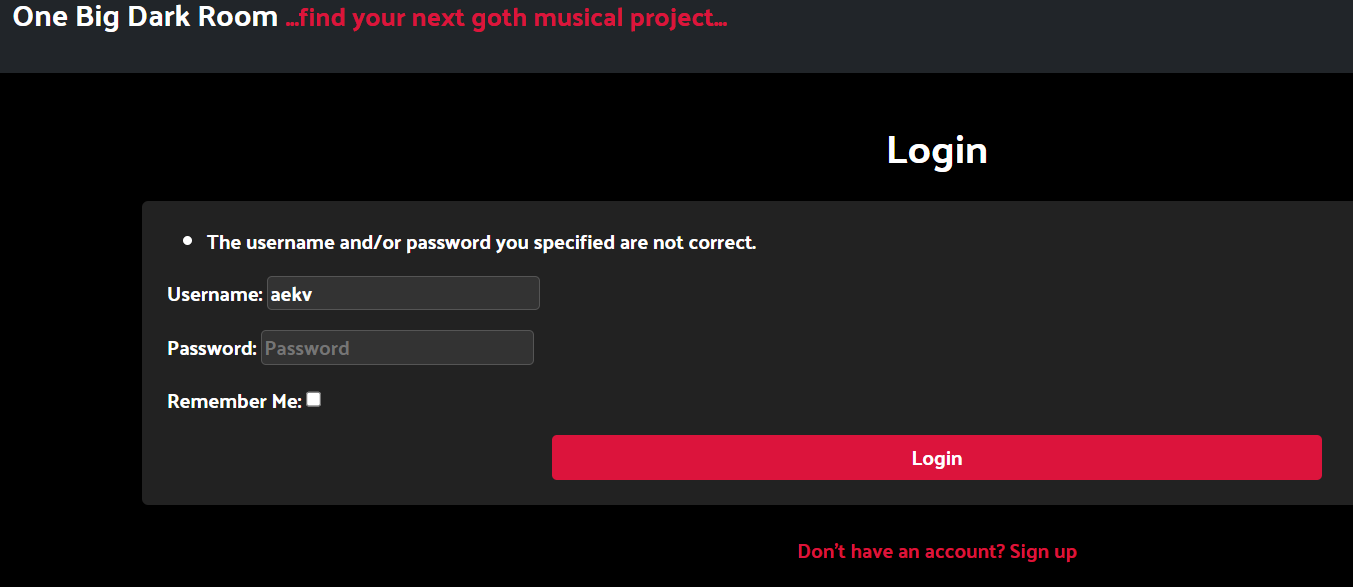 One Big Dark Room ...find your next goth musical project...
Login
The username and/or password you specified are not correct.
Username: aekv
Password: Password
Remember Me:
Login
Don't have an account? Sign up